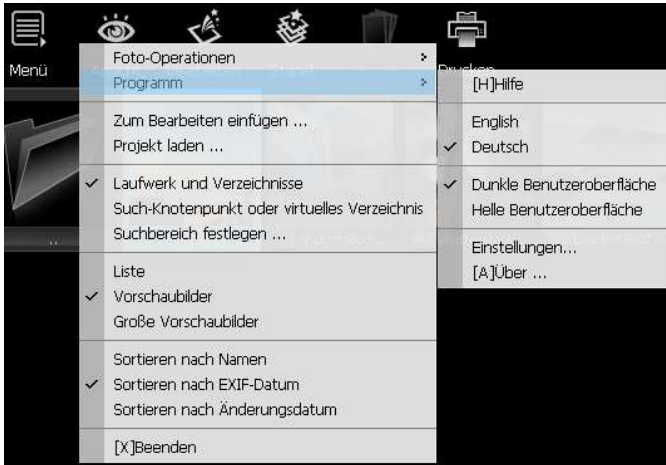 Menü
Drucken
Foto-Operationen
Programm
Zum Bearbeiten einfügen ...
Projekt laden ...
Laufwerk und Verzeichnisse
Such-Knotenpunkt oder virtuelles Verzeichnis
Suchbereich festlegen ...
Liste
Vorschaubilder
Große Vorschaubilder
Sortieren nach Namen
Sortieren nach EXIF-Datum
Sortieren nach Änderungsdatum
[X]Beenden
[H]Hilfe
English
Deutsch
Dunkle Benutzeroberfläche
Helle Benutzeroberfläche
Einstellungen...
[A]Über ...
..